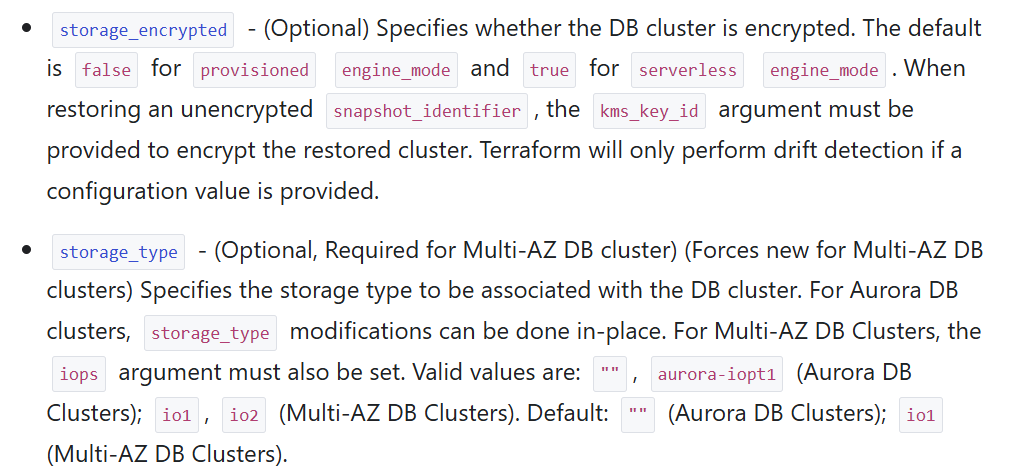 • storage_encrypted - (Optional) Specifies whether the DB cluster is encrypted. The default
is false for provisioned engine_mode and true for serverless engine_mode . When
restoring an unencrypted snapshot_identifier , the kms_key_id argument must be
provided to encrypt the restored cluster. Terraform will only perform drift detection if a
configuration value is provided.
• storage_type - (Optional, Required for Multi-AZ DB cluster) (Forces new for Multi-AZ DB
clusters) Specifies the storage type to be associated with the DB cluster. For Aurora DB
clusters, storage_type modifications can be done in-place. For Multi-AZ DB Clusters, the
iops argument must also be set. Valid values are: "" , aurora-iopt1 (Aurora DB
Clusters); io1 , io2 (Multi-AZ DB Clusters). Default: "" (Aurora DB Clusters); io1
(Multi-AZ DB Clusters).